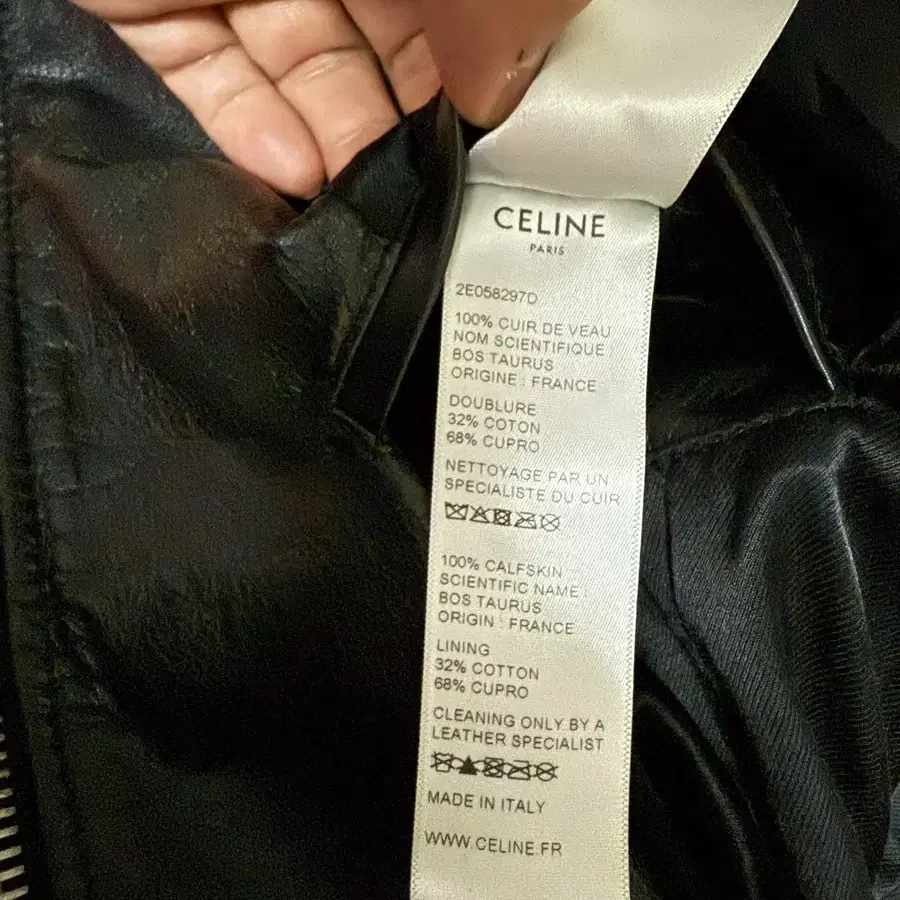 CELINE
PARIS
2E058297D
100% CUIR DE VEAU
NOM SCIENTIFIQUE :
BOS TAURUS
ORIGINE : FRANCE
DOUBLURE
32% COTON
68% CUPRO
NETTOYAGE PAR UN
SPECIALISTE DU CUIR
100% CALFSKIN
SCIENTIFIC NAME :
BOS TAURUS
ORIGIN : FRANCE
LINING
32% COTTON
68% CUPRO
CLEANING ONLY BY A
LEATHER SPECIALIST
MADE IN ITALY
WWW.CELINE.FR